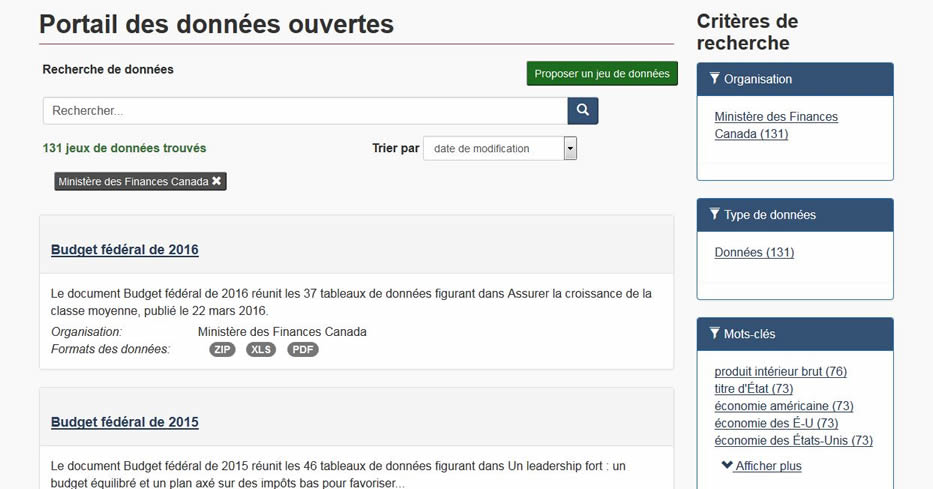 Portail des données ouvertes
Recherche de données
Proposer un jeu de données
Rechercher...
131 jeux de données trouvés
Trier par date de modification
Ministère des Finances Canada ✖
Budget fédéral de 2016
Le document Budget fédéral de 2016 réunit les 37 tableaux de données figurant dans Assurer la croissance de la
classe moyenne, publié le 22 mars 2016.
Organisation: Ministère des Finances Canada
Formats des données: ZIP XLS PDF
Budget fédéral de 2015
Le document Budget fédéral de 2015 réunit les 46 tableaux de données figurant dans Un leadership fort : un
budget équilibré et un plan axé sur des impôts bas pour favoriser...
Critères de
recherche
Organisation
Ministère des Finances
Canada (131)
Type de données
Données (131)
Mots-clés
produit intérieur brut (76)
titre d'État (73)
économie américaine (73)
économie des É-U (73)
économie des États-Unis (73)
Afficher plus